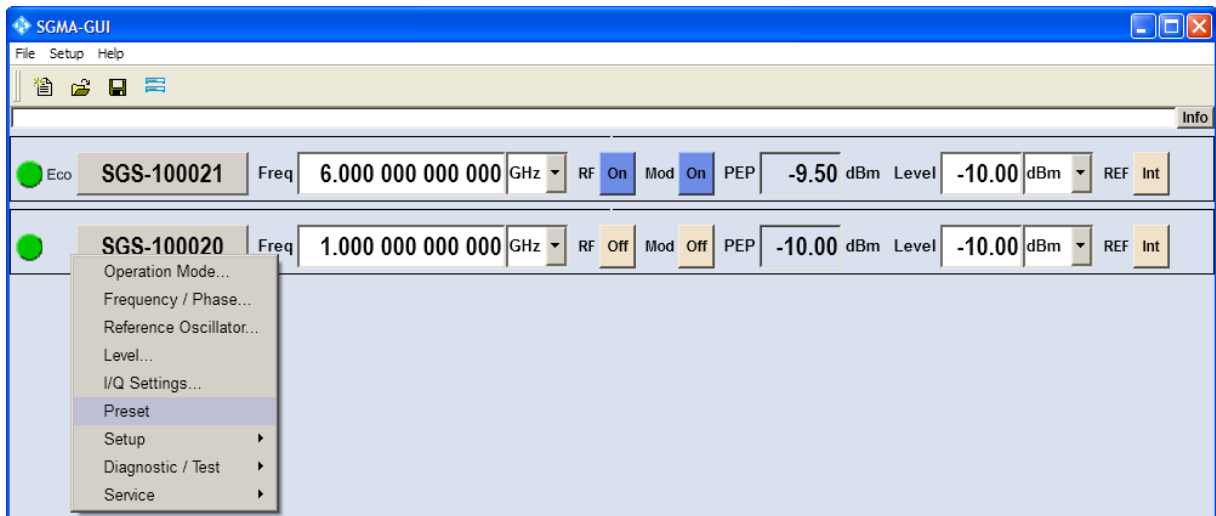 SGMA-GUI
File Setup Help
Info
Eco SGS-100021 Freq 6.000 000 000 000 GHz RF On Mod On PEP -9.50 dBm Level -10.00 dBm REF Int
SGS-100020 Freq 1.000 000 000 000 GHz RF Off Mod Off PEP -10.00 dBm Level -10.00 dBm REF Int
Operation Mode...
Frequency / Phase...
Reference Oscillator...
Level...
I/Q Settings...
Preset
Setup
Diagnostic / Test
Service